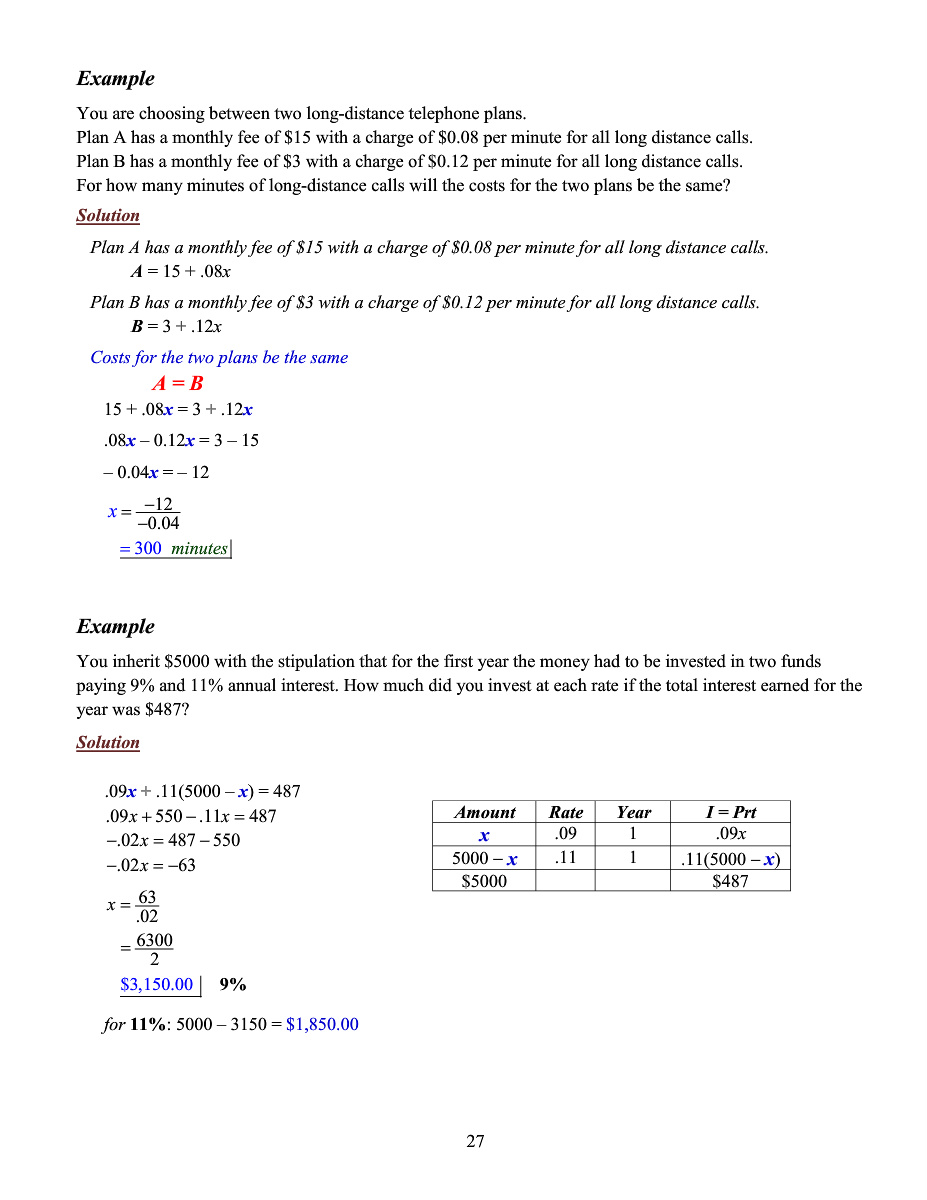 Example
You are choosing between two long-distance telephone plans.
Plan A has a monthly fee of $15 with a charge of $0.08 per minute for all long distance calls.
Plan B has a monthly fee of $3 with a charge of $0.12 per minute for all long distance calls.
For how many minutes of long-distance calls will the costs for the two plans be the same?
Solution
Plan A has a monthly fee of $15 with a charge of $0.08 per minute for all long distance calls.
A = 15 + .08x
Plan B has a monthly fee of $3 with a charge of $0.12 per minute for all long distance calls.
B = 3 + .12x
Costs for the two plans be the same
A = B
15 + .08x = 3 + .12x
.08x – 0.12x = 3 – 15
– 0.04x = – 12
x = −12/−0.04
= 300 minutes
Example
You inherit $5000 with the stipulation that for the first year the money had to be invested in two funds
paying 9% and 11% annual interest. How much did you invest at each rate if the total interest earned for the
year was $487?
Solution
.09x + .11(5000 – x) = 487
.09x + 550 − .11x = 487
−.02x = 487 − 550
−.02x = −63
x = 63/.02
= 6300/2
$3,150.00 9%
for 11%: 5000 – 3150 = $1,850.00
Amount Rate Year I = Prt
x .09 1 .09x
5000 – x .11 1 .11(5000 – x)
$5000 $487
27